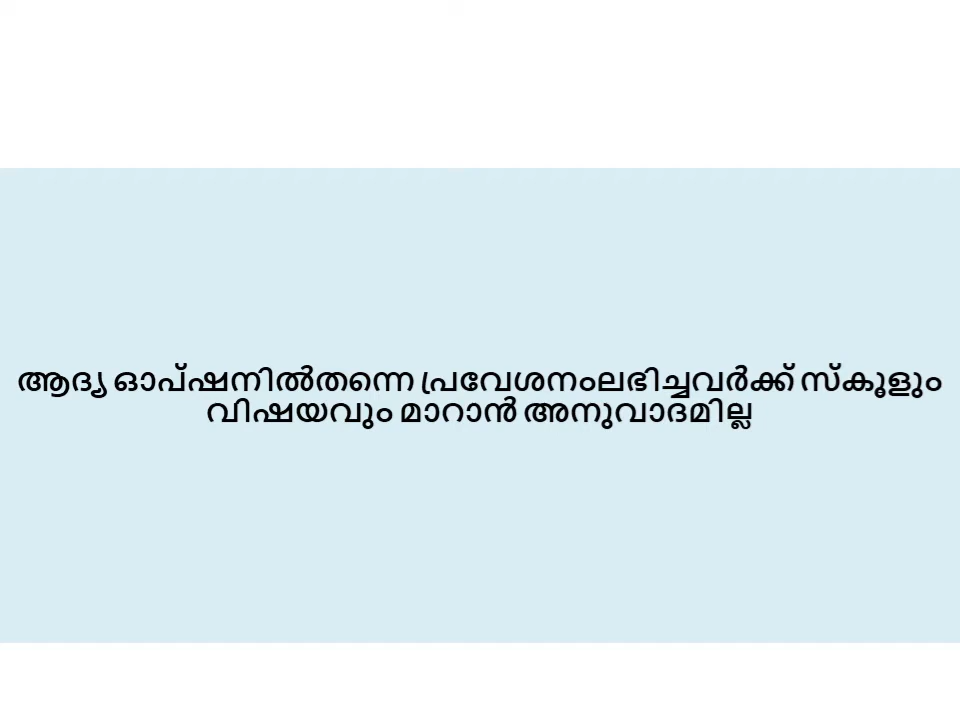 ആദ്യ ഓപ്ഷനിൽതന്നെ പ്രവേശനംലഭിച്ചവർക്ക് സ്കൂളും
വിഷയവും മാറാൻ അനുവാദമില്ല